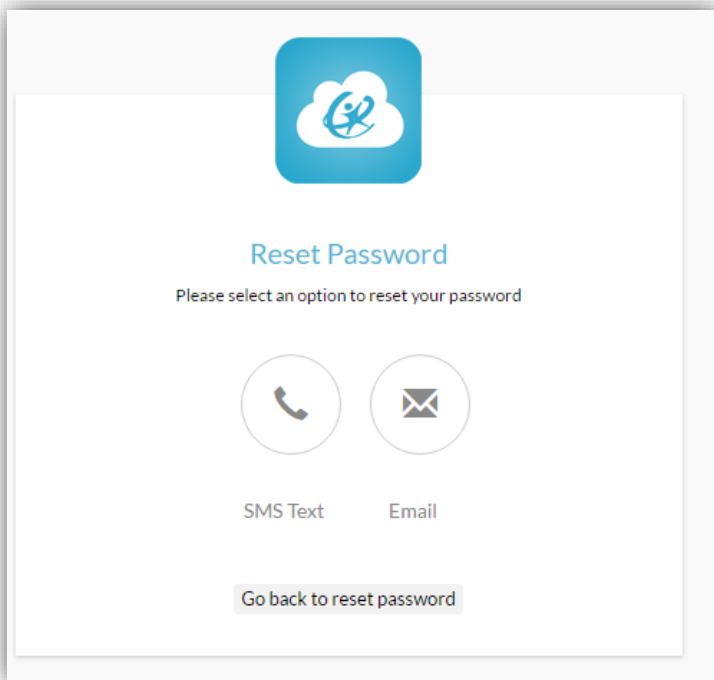 Reset Password
Please select an option to reset your password
SMS Text Email
Go back to reset password